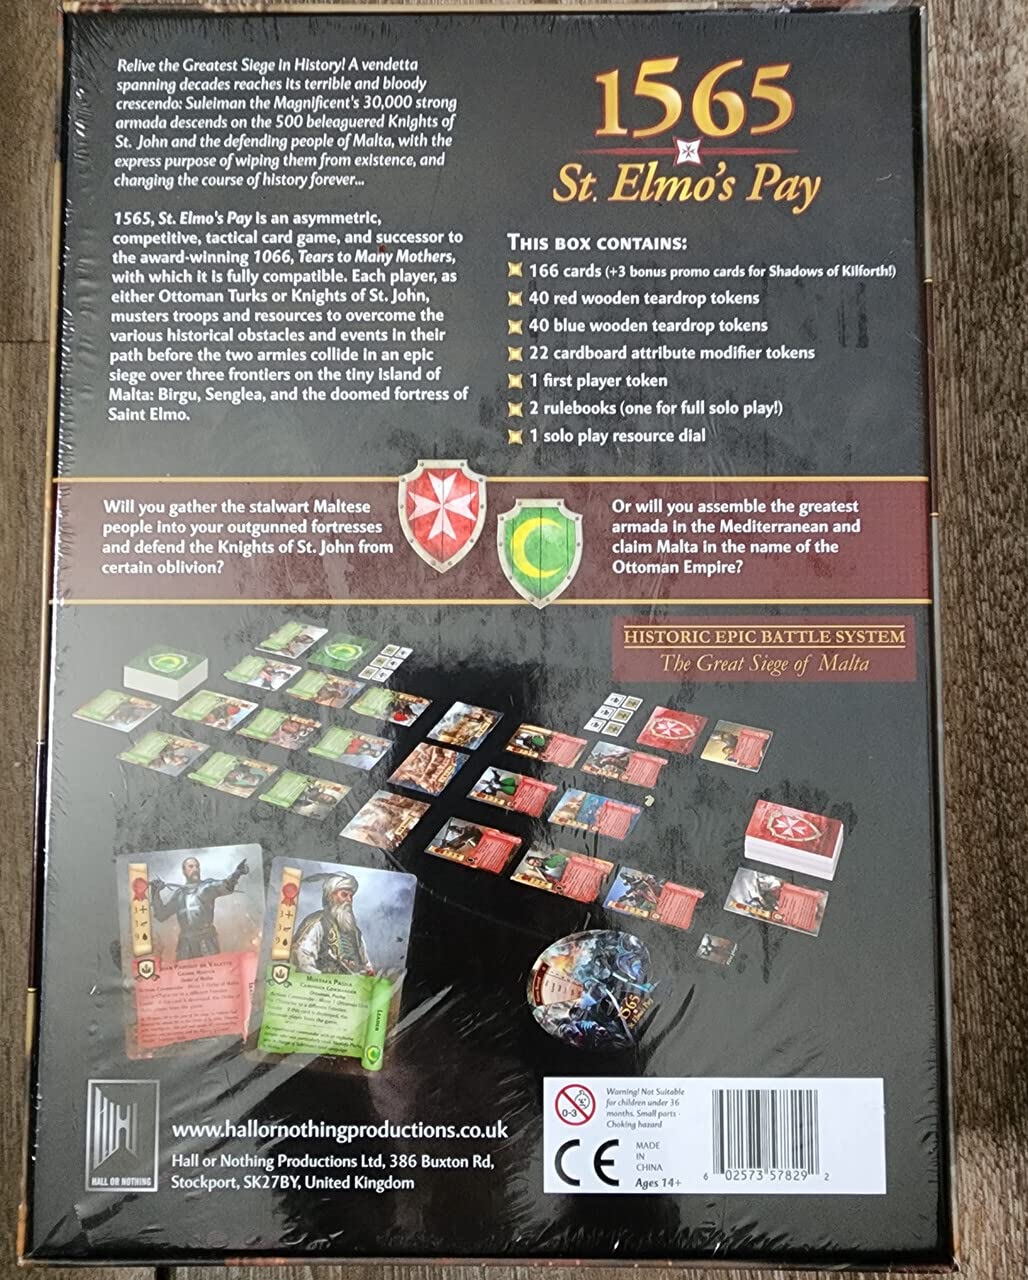 Relive the Greatest Siege in History! A vendetta
spanning decades reaches its terrible and bloody
crescendo: Suleiman the Magnificent's 30,000 strong
armada descends on the 500 beleaguered Knights of
St. John and the defending people of Malta, with the
express purpose of wiping them from existence, and
changing the course of history forever...
1565, St. Elmo's Pay is an asymmetric,
competitive, tactical card game, and successor to
the award-winning 1066, Tears to Many Mothers,
with which it is fully compatible. Each player, as
either Ottoman Turks or Knights of St. John,
musters troops and resources to overcome the
various historical obstacles and events in their
path before the two armies collide in an epic
siege over three frontiers on the tiny island of
Malta: Birgu, Senglea, and the doomed fortress of
Saint Elmo.
1565
St. Elmo's Pay
THIS BOX CONTAINS:
166 cards (+3 bonus promo cards for Shadows of Kilforth!)
40 red wooden teardrop tokens
40 blue wooden teardrop tokens
22 cardboard attribute modifier tokens
1 first player token
2 rulebooks (one for full solo play!)
1 solo play resource dial
Will you gather the stalwart Maltese
people into your outgunned fortresses
and defend the Knights of St. John from
certain oblivion?
Or will you assemble the greatest
armada in the Mediterranean and
claim Malta in the name of the
Ottoman Empire?
HISTORIC EPIC BATTLE SYSTEM
The Great Siege of Malta
Mustafa Pasha
Leader
1565
HALL OR NOTHING
www.hallornothingproductions.co.uk
Hall or Nothing Productions Ltd, 386 Buxton Rd,
Stockport, SK27BY, United Kingdom
0-3
Warning! Not Suitable
for children under 36
months. Small parts -
Choking hazard
CE
MADE
IN
CHINA
Ages 14+
6 02573 57829 2